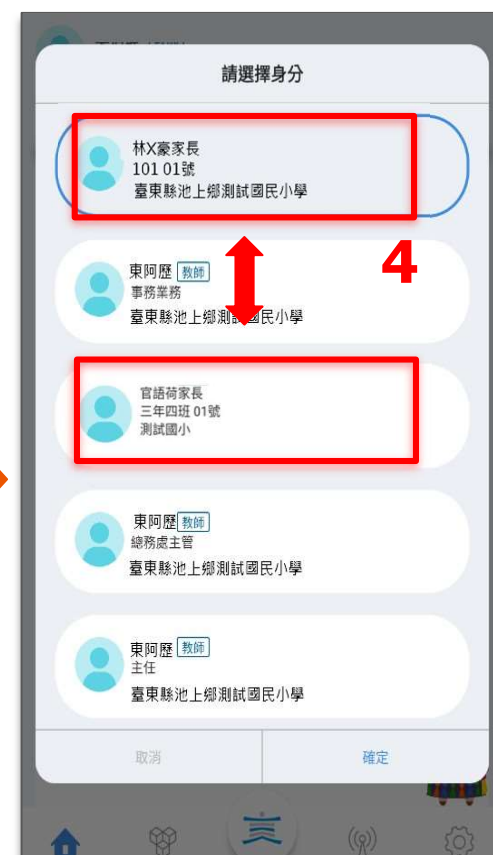 請選擇身分
林X豪家長
101 01號
臺東縣池上鄉測試國民小學
4
東阿歷 教師
事務業務
臺東縣池上鄉測試國民小學
官語荷家長
三年四班 01號
測試國小
東阿歷 教師
總務處主管
臺東縣池上鄉測試國民小學
東阿歷 教師
主任
臺東縣池上鄉測試國民小學
取消
確定